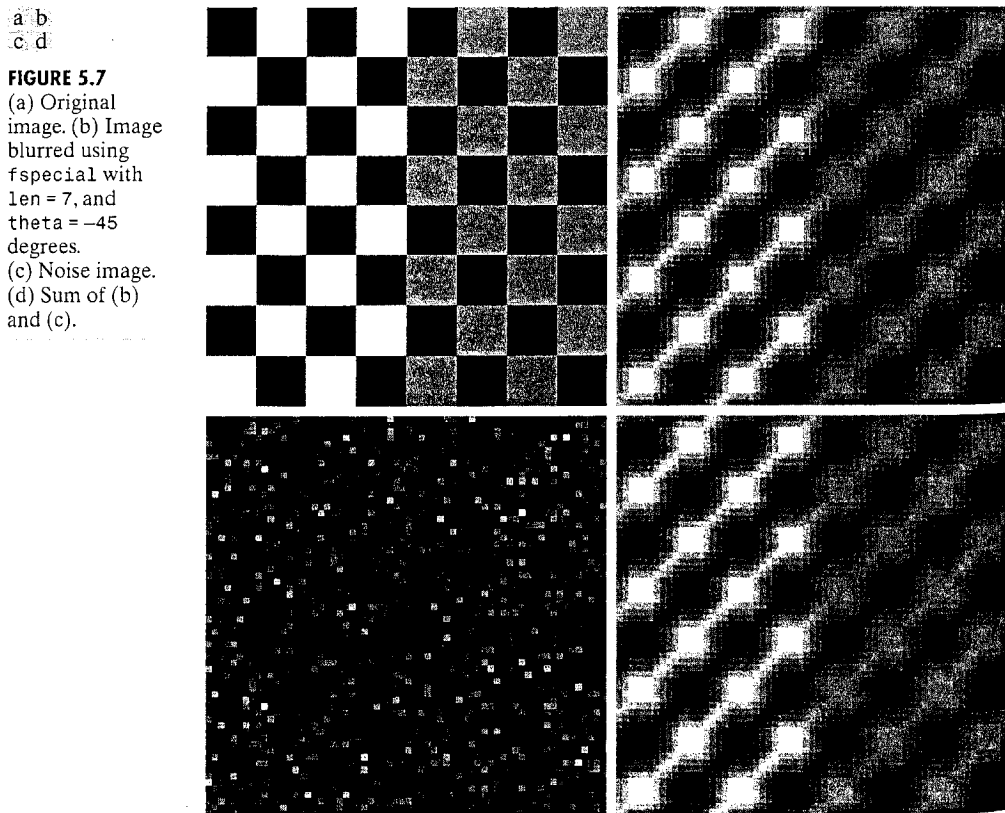 a b
c d
FIGURE 5.7
(a) Original
image. (b) Image
blurred using
fspecial with
len = 7, and
theta = −45
degrees.
(c) Noise image.
(d) Sum of (b)
and (c).